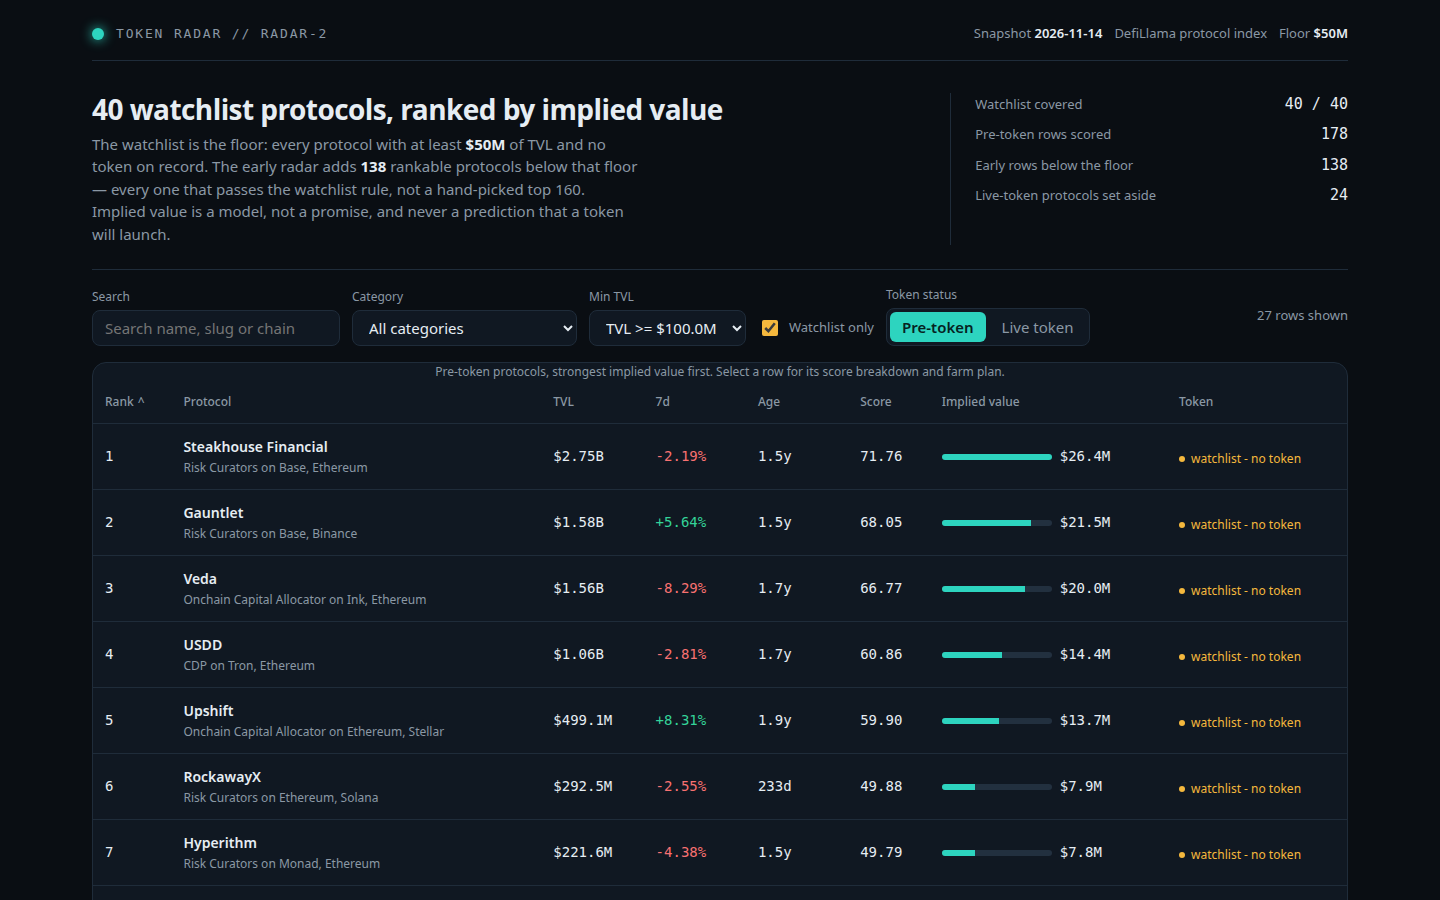 TOKEN RADAR // RADAR-2
Snapshot 2026-11-14 DefiLlama protocol index Floor $50M
40 watchlist protocols, ranked by implied value
The watchlist is the floor: every protocol with at least $50M of TVL and no
token on record. The early radar adds 138 rankable protocols below that floor
— every one that passes the watchlist rule, not a hand-picked top 160.
Implied value is a model, not a promise, and never a prediction that a token
will launch.
Watchlist covered 40 / 40
Pre-token rows scored 178
Early rows below the floor 138
Live-token protocols set aside 24
Search
Category
Min TVL
Token status
Search name, slug or chain
All categories
TVL >= $100.0M
Watchlist only
Pre-token
Live token
27 rows shown
Pre-token protocols, strongest implied value first. Select a row for its score breakdown and farm plan.
Rank ^ Protocol TVL 7d Age Score Implied value Token
1 Steakhouse Financial $2.75B -2.19% 1.5y 71.76 $26.4M watchlist - no token
Risk Curators on Base, Ethereum
2 Gauntlet $1.58B +5.64% 1.5y 68.05 $21.5M watchlist - no token
Risk Curators on Base, Binance
3 Veda $1.56B -8.29% 1.7y 66.77 $20.0M watchlist - no token
Onchain Capital Allocator on Ink, Ethereum
4 USDD $1.06B -2.81% 1.7y 60.86 $14.4M watchlist - no token
CDP on Tron, Ethereum
5 Upshift $499.1M +8.31% 1.9y 59.90 $13.7M watchlist - no token
Onchain Capital Allocator on Ethereum, Stellar
6 RockawayX $292.5M -2.55% 233d 49.88 $7.9M watchlist - no token
Risk Curators on Ethereum, Solana
7 Hyperithm $221.6M -4.38% 1.5y 49.79 $7.8M watchlist - no token
Risk Curators on Monad, Ethereum